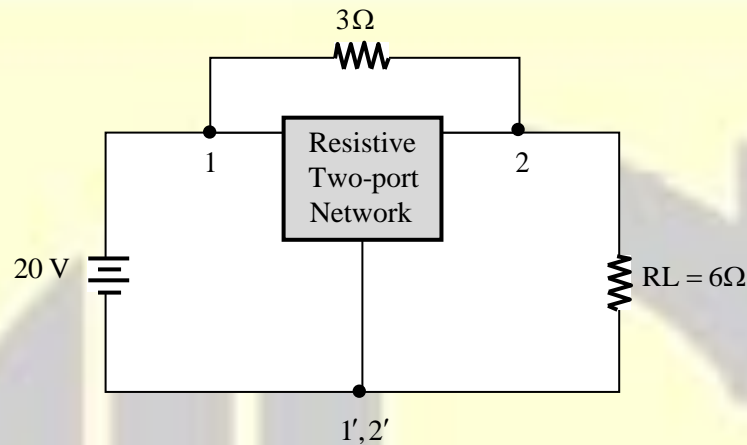 3Ω
1
Resistive
Two-port
Network
2
20 V
RL = 6Ω
1′, 2′